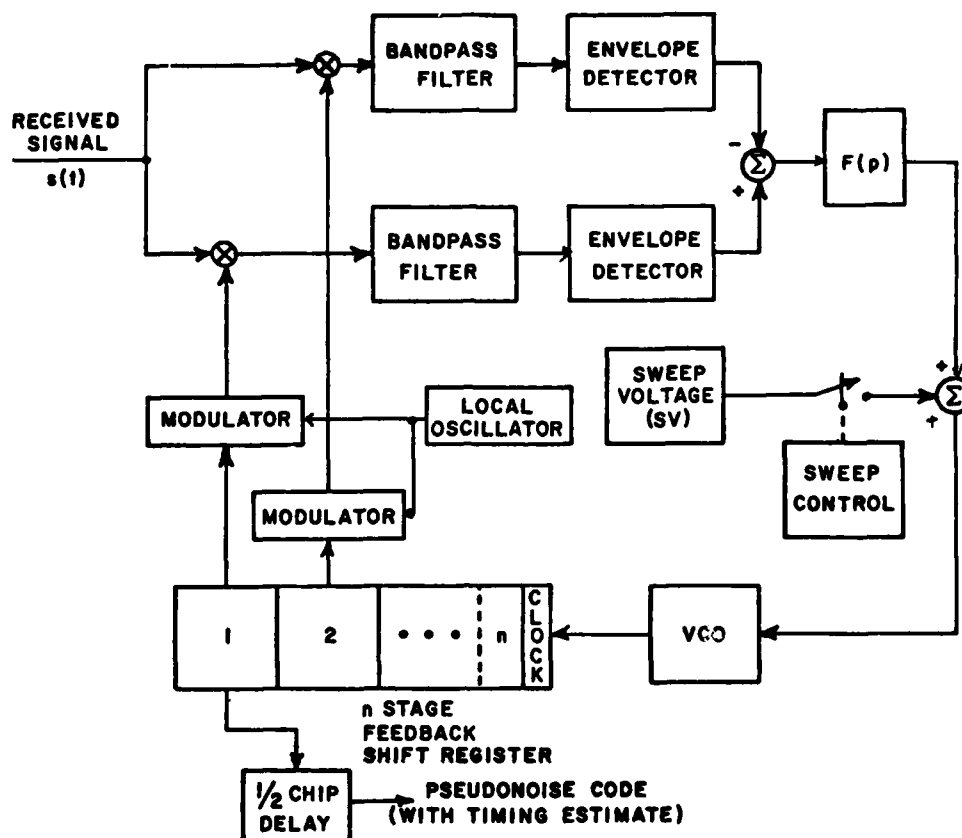 BANDPASS
FILTER
ENVELOPE
DETECTOR
RECEIVED
SIGNAL
s(t)
-
Σ
+
F(p)
BANDPASS
FILTER
ENVELOPE
DETECTOR
SWEEP
VOLTAGE
(SV)
+
Σ
+
MODULATOR
LOCAL
OSCILLATOR
SWEEP
CONTROL
MODULATOR
1
2
• • •
n
CLOCK
VCO
n STAGE
FEEDBACK
SHIFT REGISTER
1/2 CHIP
DELAY
PSEUDONOISE CODE
(WITH TIMING ESTIMATE)